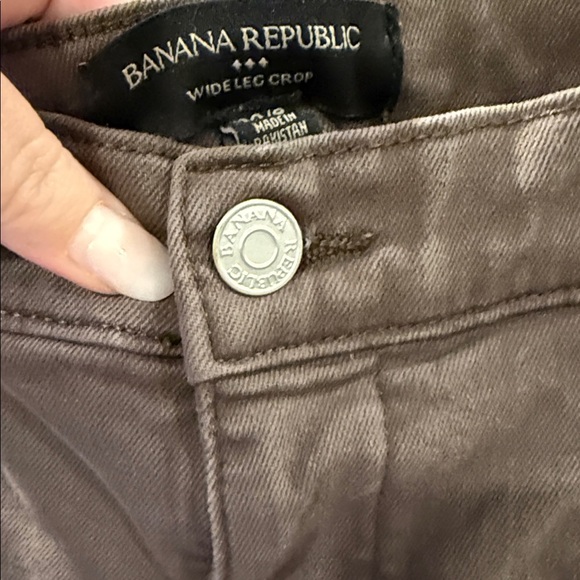 BANANA REPUBLIC
WIDE LEG CROP
MADE IN
PAKISTAN
BANANA REPUBLIC